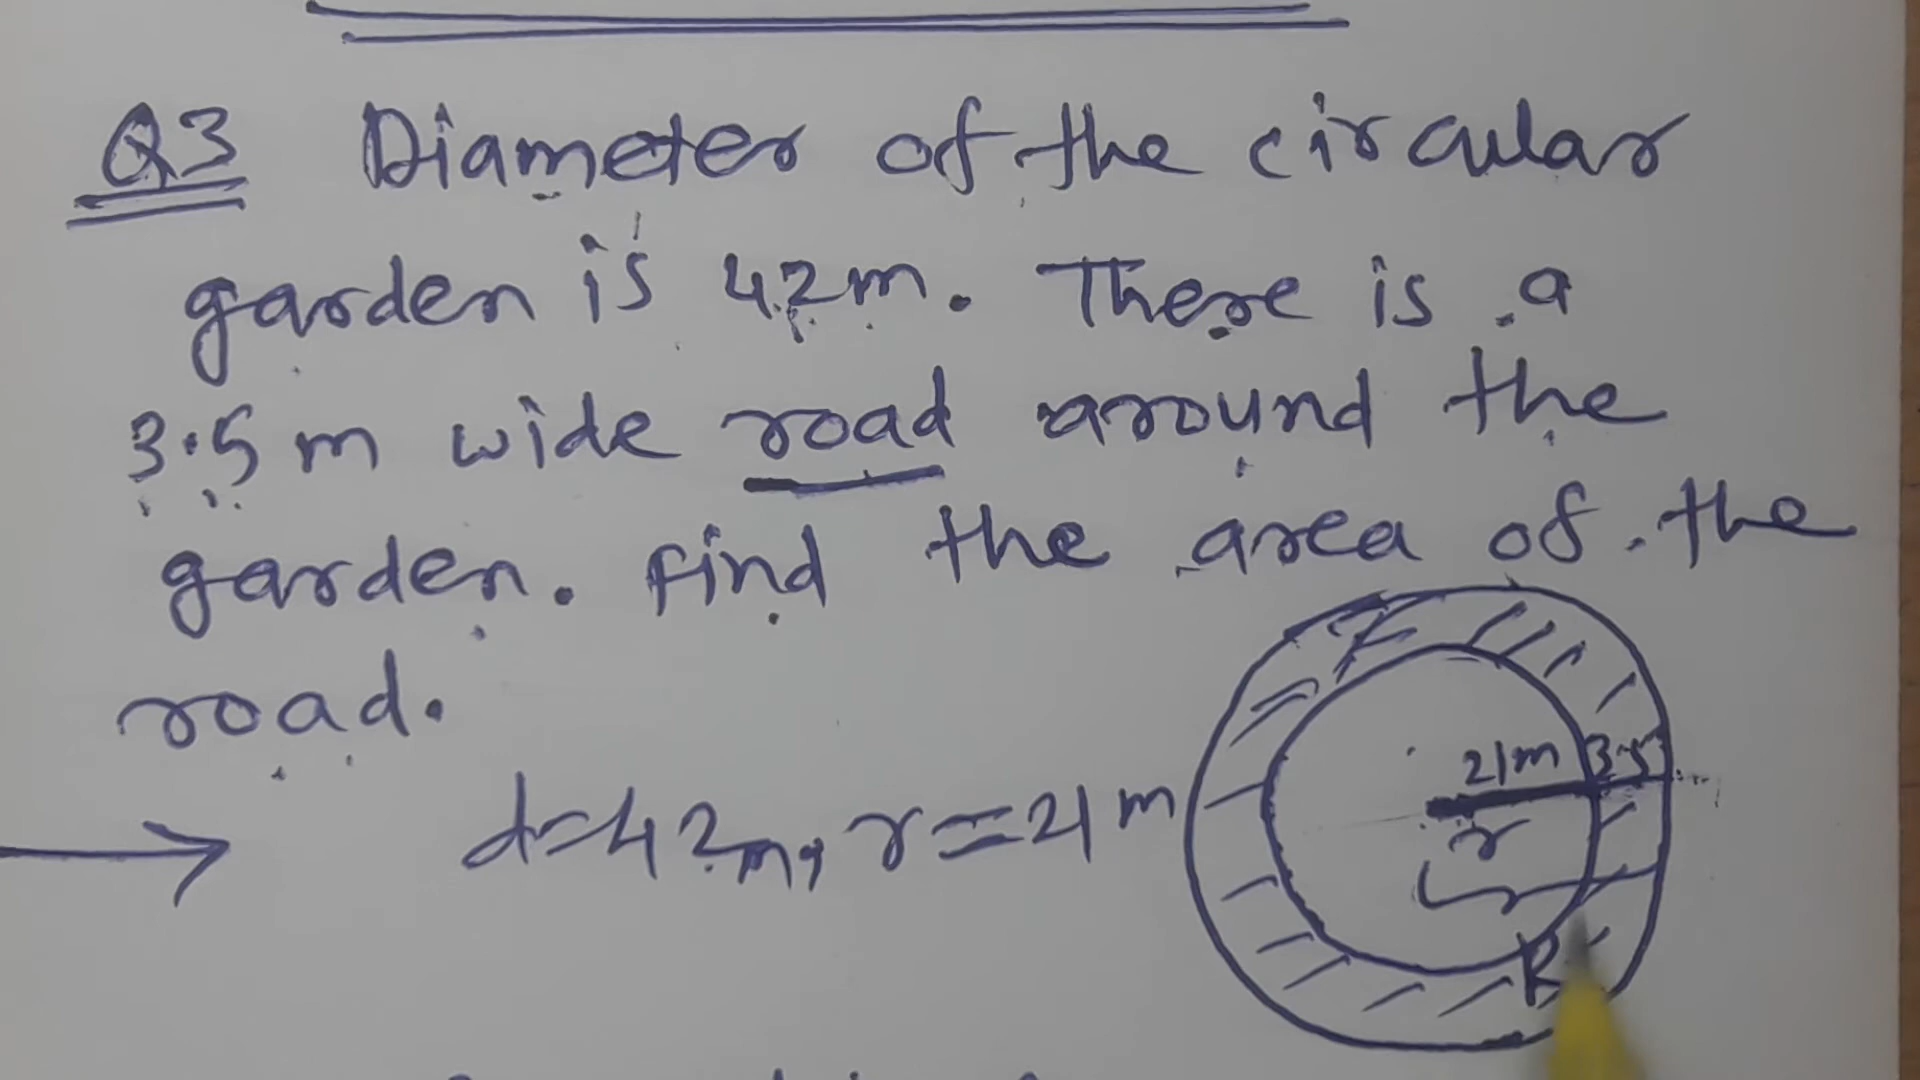 Q3 Diameter of the circular
garden is 42m. There is a
3.5 m wide road around the
garden. Find the area of the
road.
21m 3.5
d=42m, r=21m
r
R